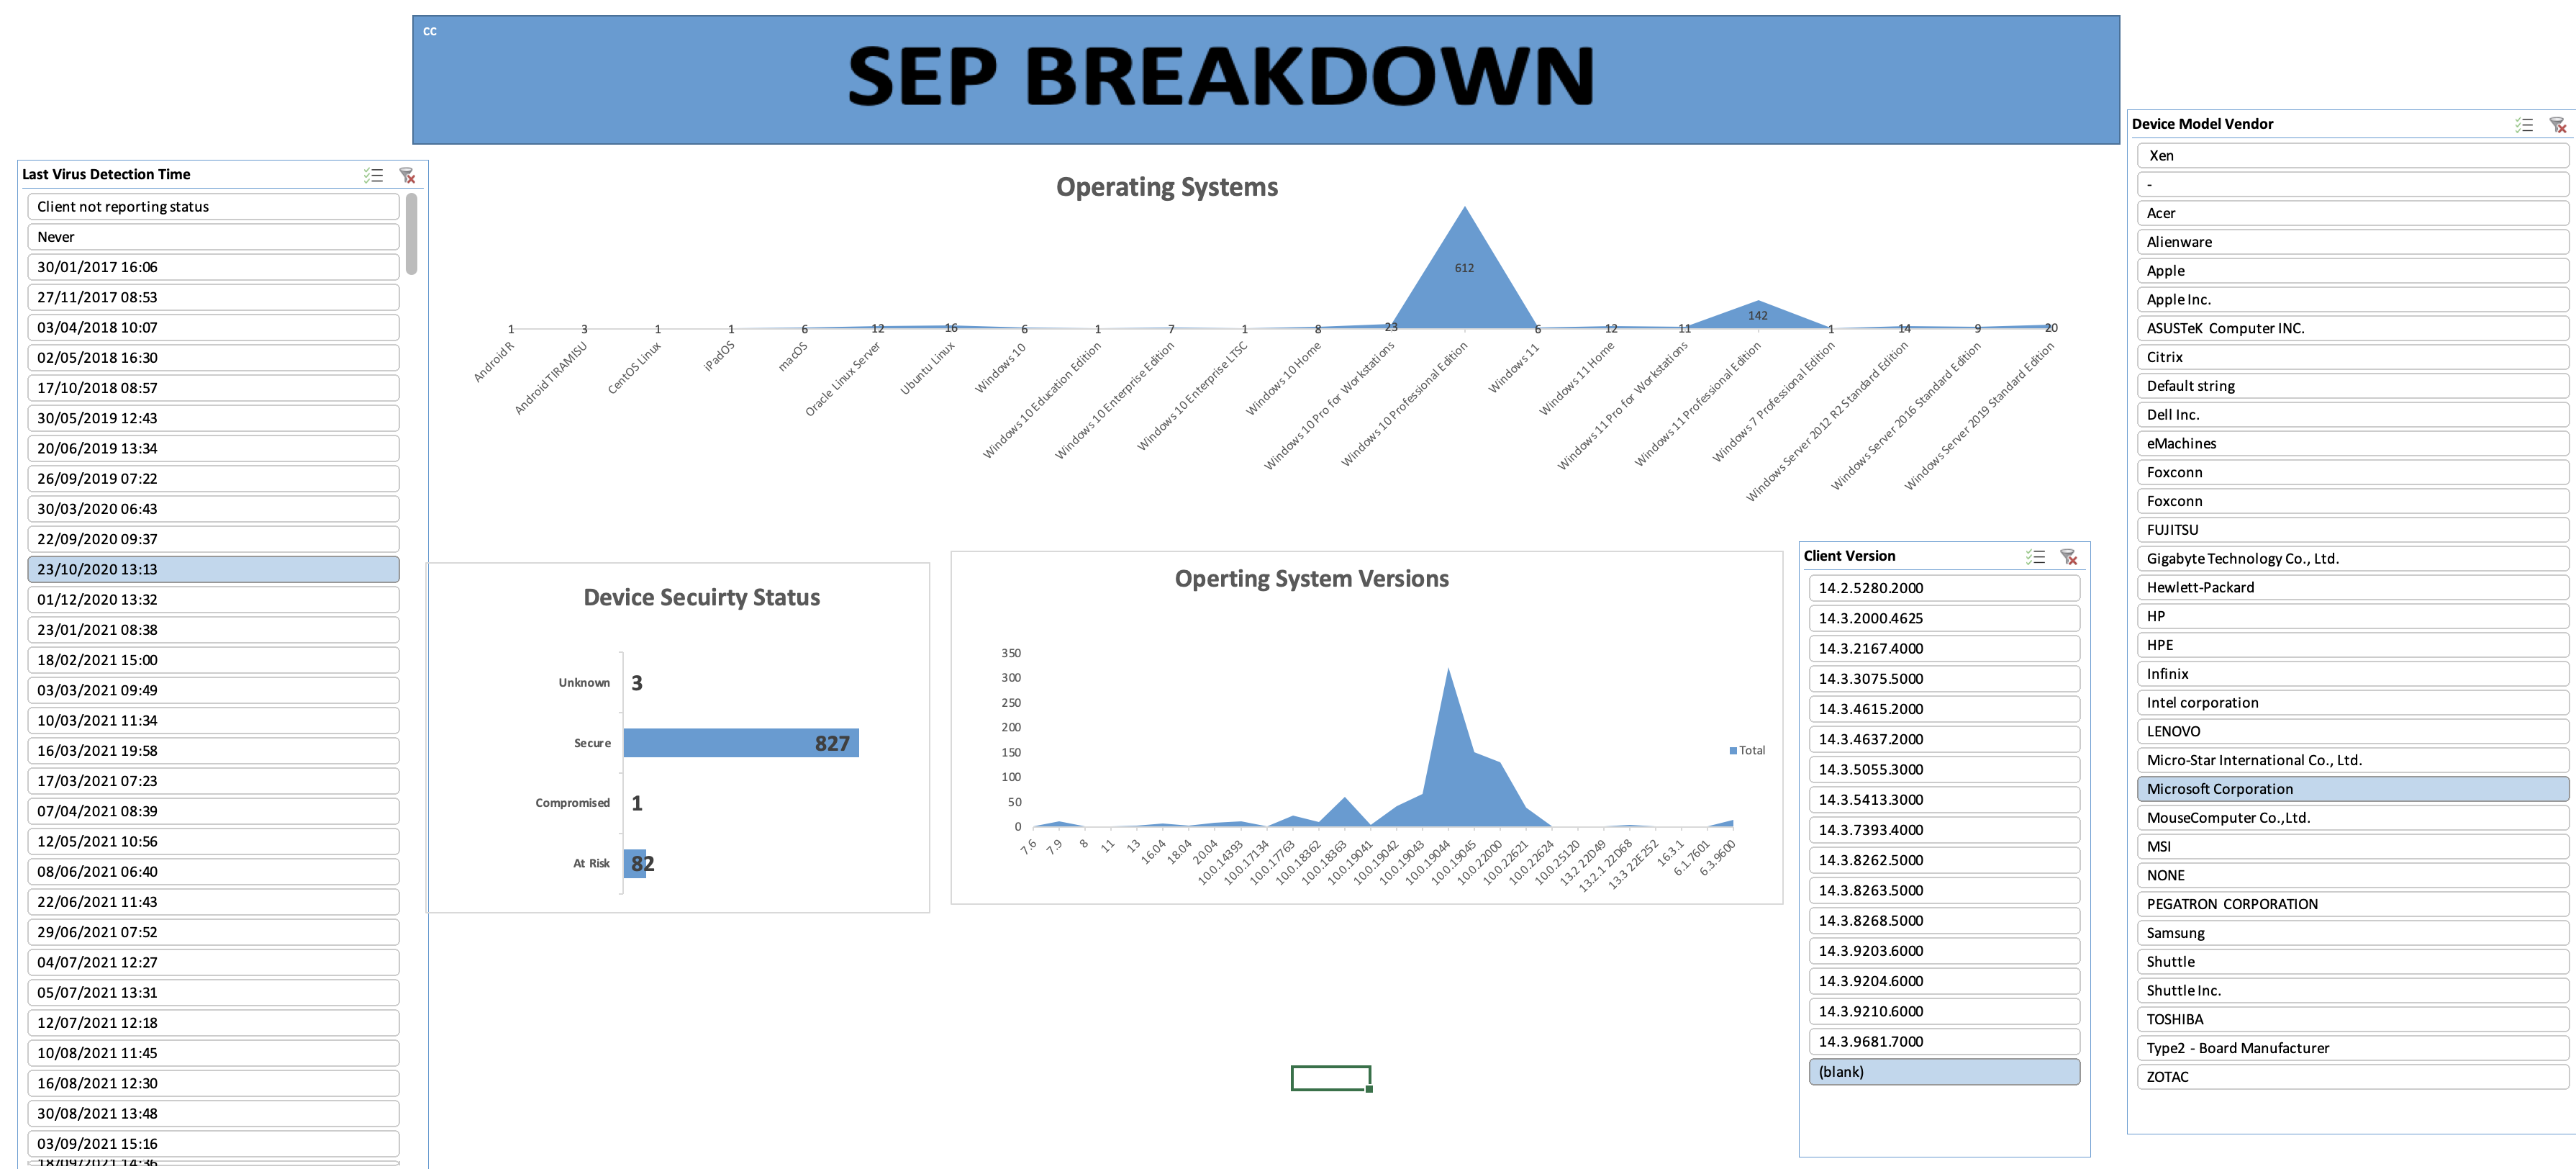 cc
SEP BREAKDOWN
Last Virus Detection Time
Client not reporting status
Never
30/01/2017 16:06
27/11/2017 08:53
03/04/2018 10:07
02/05/2018 16:30
17/10/2018 08:57
30/05/2019 12:43
20/06/2019 13:34
26/09/2019 07:22
30/03/2020 06:43
22/09/2020 09:37
23/10/2020 13:13
01/12/2020 13:32
23/01/2021 08:38
18/02/2021 15:00
03/03/2021 09:49
10/03/2021 11:34
16/03/2021 19:58
17/03/2021 07:23
07/04/2021 08:39
12/05/2021 10:56
08/06/2021 06:40
22/06/2021 11:43
29/06/2021 07:52
04/07/2021 12:27
05/07/2021 13:31
12/07/2021 12:18
10/08/2021 11:45
16/08/2021 12:30
30/08/2021 13:48
03/09/2021 15:16
18/09/2021 14:36
Operating Systems
1 3 1 1 6 12 16 6 1 7 1 8 23 612 6 12 11 142 1 14 9 20
Android R
Android TIRAMISU
CentOS Linux
iPadOS
macOS
Oracle Linux Server
Ubuntu Linux
Windows 10
Windows 10 Education Edition
Windows 10 Enterprise Edition
Windows 10 Enterprise LTSC
Windows 10 Home
Windows 10 Pro for Workstations
Windows 10 Professional Edition
Windows 11
Windows 11 Home
Windows 11 Pro for Workstations
Windows 11 Professional Edition
Windows 7 Professional Edition
Windows Server 2012 R2 Standard Edition
Windows Server 2016 Standard Edition
Windows Server 2019 Standard Edition
Device Secuirty Status
Unknown 3
Secure 827
Compromised 1
At Risk 82
Operting System Versions
350
300
250
200
150
100
50
0
7.6
7.9
8
11
13
16.04
18.04
20.04
10.0.14393
10.0.17134
10.0.17763
10.0.18362
10.0.18363
10.0.19041
10.0.19042
10.0.19043
10.0.19044
10.0.19045
10.0.22000
10.0.22621
10.0.22624
10.0.25120
13.2 22D49
13.2.1 22D68
13.3 22E252
16.3.1
6.1.7601
6.3.9600
Total
Client Version
14.2.5280.2000
14.3.2000.4625
14.3.2167.4000
14.3.3075.5000
14.3.4615.2000
14.3.4637.2000
14.3.5055.3000
14.3.5413.3000
14.3.7393.4000
14.3.8262.5000
14.3.8263.5000
14.3.8268.5000
14.3.9203.6000
14.3.9204.6000
14.3.9210.6000
14.3.9681.7000
(blank)
Device Model Vendor
Xen
-
Acer
Alienware
Apple
Apple Inc.
ASUSTeK Computer INC.
Citrix
Default string
Dell Inc.
eMachines
Foxconn
Foxconn
FUJITSU
Gigabyte Technology Co., Ltd.
Hewlett-Packard
HP
HPE
Infinix
Intel corporation
LENOVO
Micro-Star International Co., Ltd.
Microsoft Corporation
MouseComputer Co.,Ltd.
MSI
NONE
PEGATRON CORPORATION
Samsung
Shuttle
Shuttle Inc.
TOSHIBA
Type2 - Board Manufacturer
ZOTAC